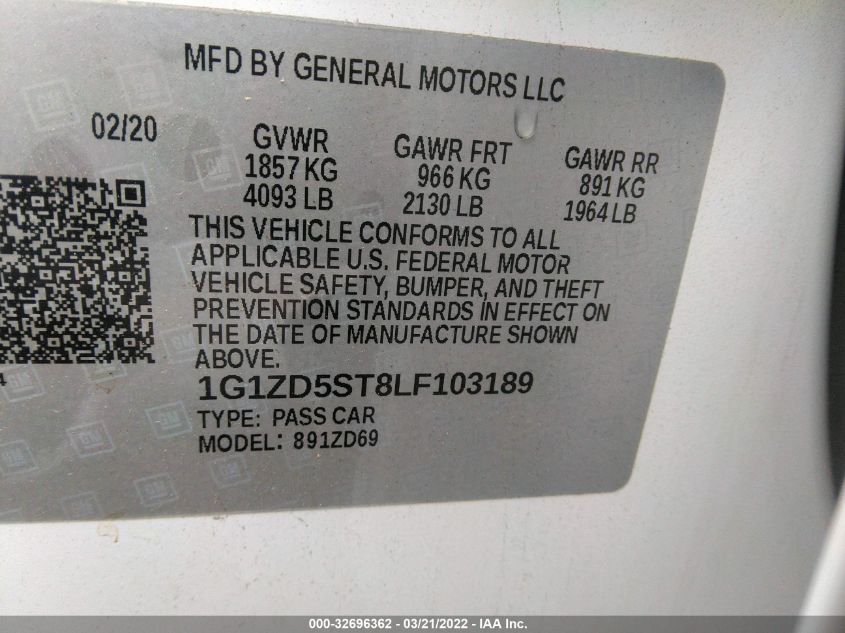 MFD BY GENERAL MOTORS LLC
02/20
GVWR
1857 KG
4093 LB
GAWR FRT
966 KG
2130 LB
GAWR RR
891 KG
1964 LB
THIS VEHICLE CONFORMS TO ALL
APPLICABLE U.S. FEDERAL MOTOR
VEHICLE SAFETY, BUMPER, AND THEFT
PREVENTION STANDARDS IN EFFECT ON
THE DATE OF MANUFACTURE SHOWN
ABOVE.
1G1ZD5ST8LF103189
TYPE: PASS CAR
MODEL: 891ZD69
000-32696362 / 03/21/2022 - IAA Inc.